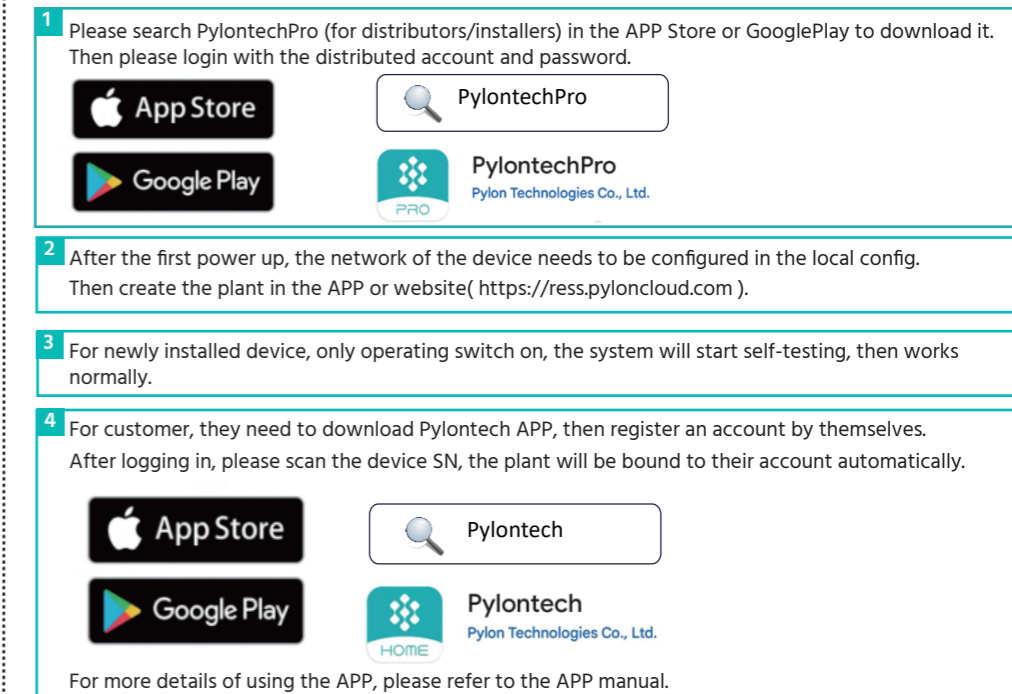 1
Please search PylontechPro (for distributors/installers) in the APP Store or GooglePlay to download it.
Then please login with the distributed account and password.
App Store
PylontechPro
Google Play
PRO
PylontechPro
Pylon Technologies Co., Ltd.
2
After the first power up, the network of the device needs to be configured in the local config.
Then create the plant in the APP or website( https://ress.pyloncloud.com ).
3
For newly installed device, only operating switch on, the system will start self-testing, then works
normally.
4
For customer, they need to download Pylontech APP, then register an account by themselves.
After logging in, please scan the device SN, the plant will be bound to their account automatically.
App Store
Pylontech
Google Play
HOME
Pylontech
Pylon Technologies Co., Ltd.
For more details of using the APP, please refer to the APP manual.